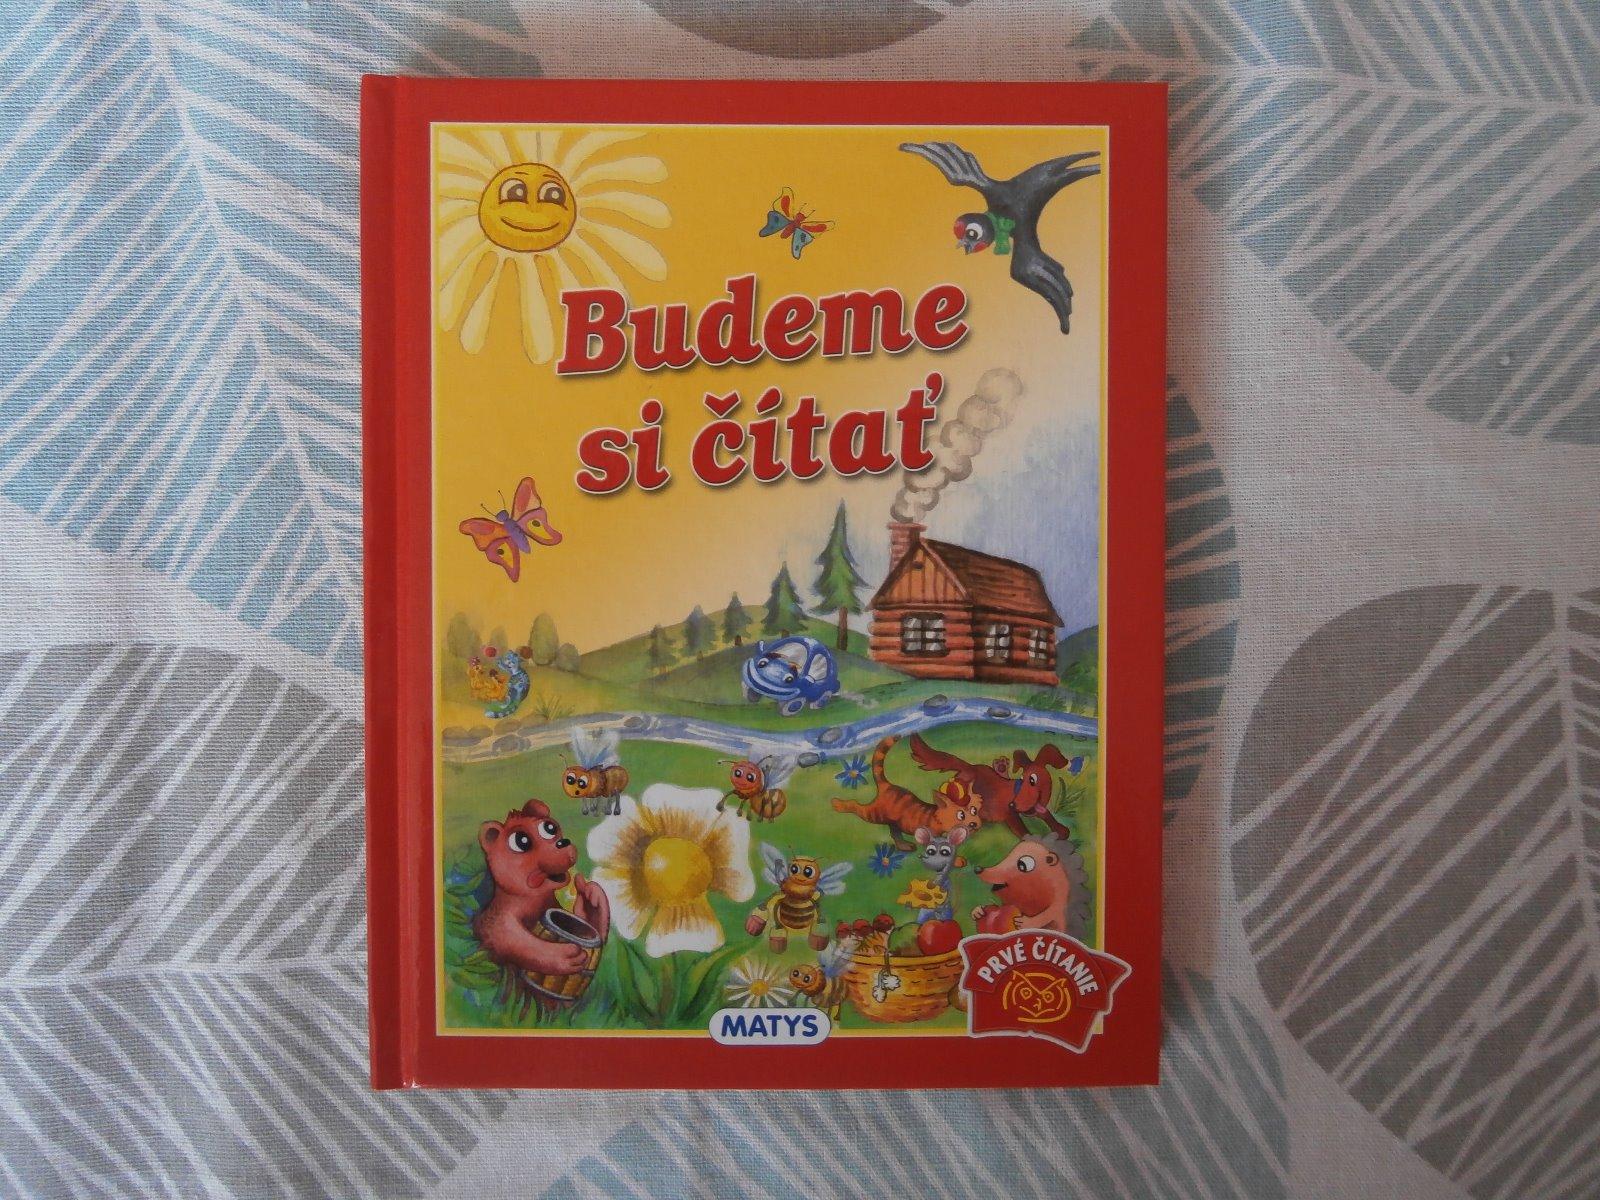 Budeme
si čítať
PRVÉ ČÍTANIE
MATYS